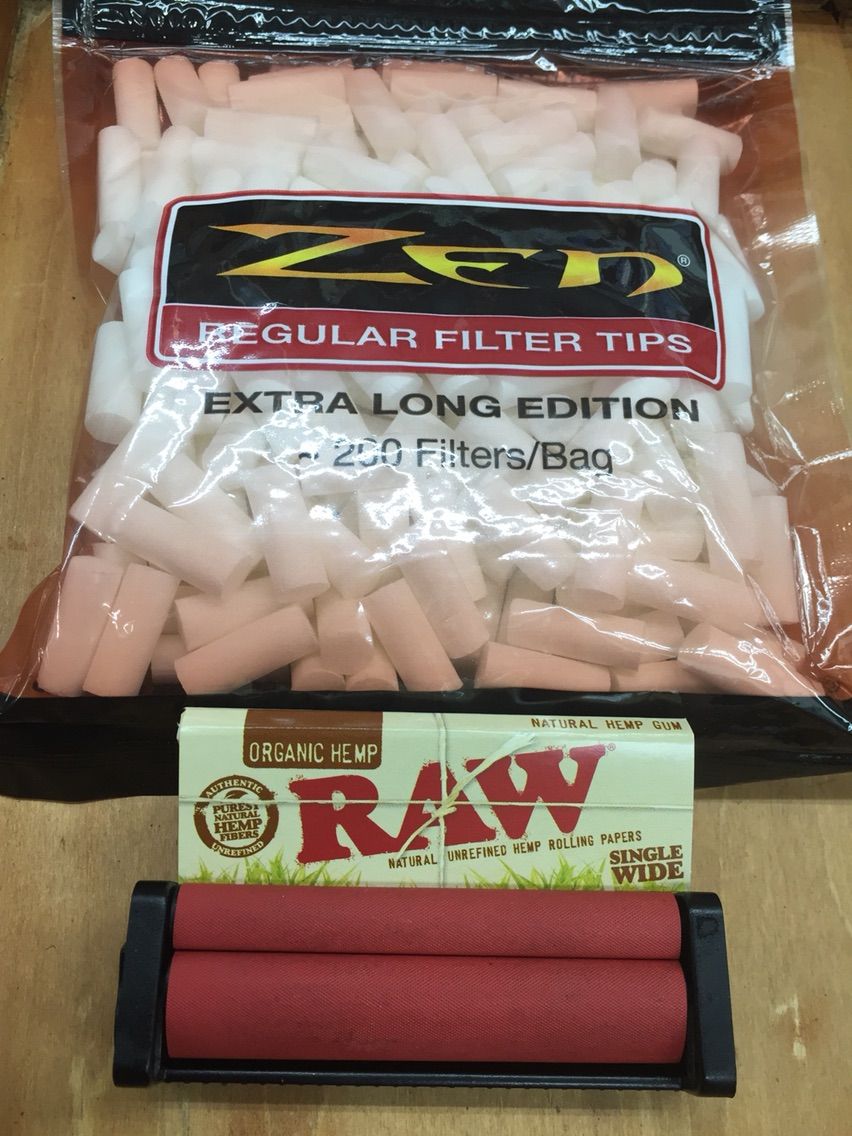 Zen®
REGULAR FILTER TIPS
EXTRA LONG EDITION
~ 200 Filters/Bag
NATURAL HEMP GUM
ORGANIC HEMP
RAW®
AUTHENTIC
PUREST
NATURAL
HEMP
FIBERS
UNREFINED
NATURAL UNREFINED HEMP ROLLING PAPERS
SINGLE
WIDE